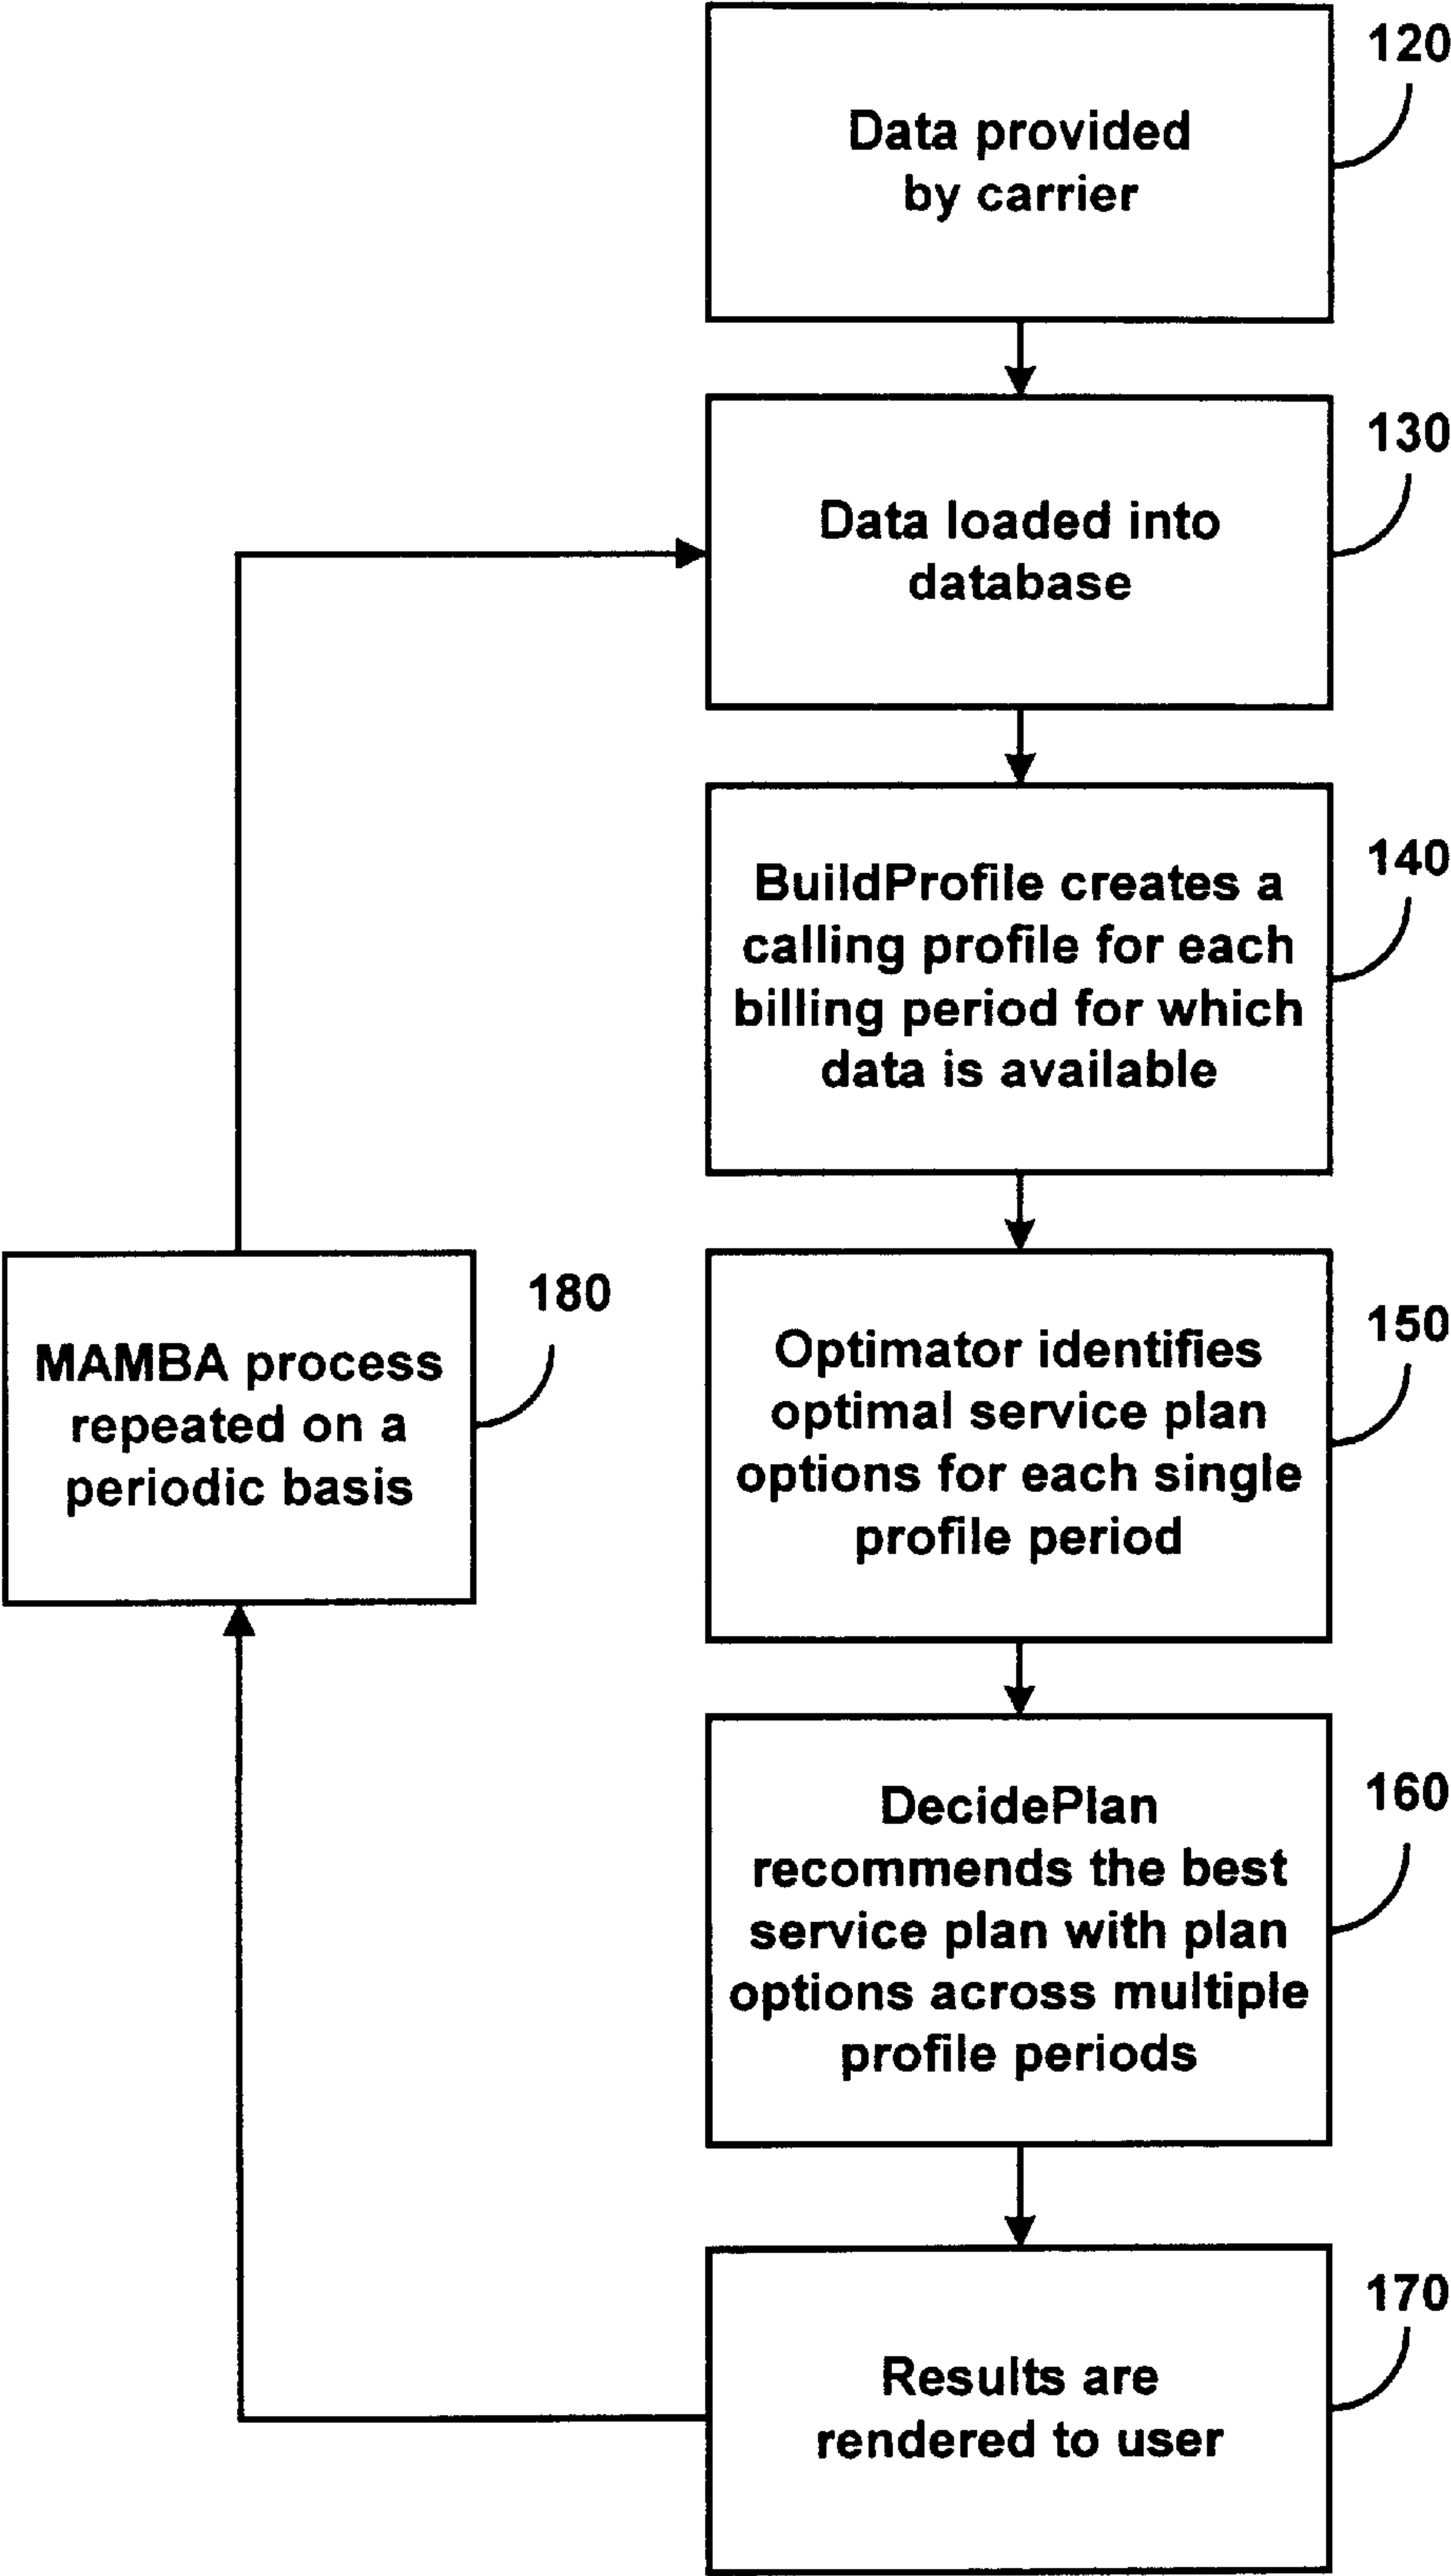 120
Data provided
by carrier
130
Data loaded into
database
140
BuildProfile creates a
calling profile for each
billing period for which
data is available
150
Optimator identifies
optimal service plan
options for each single
profile period
160
DecidePlan
recommends the best
service plan with plan
options across multiple
profile periods
170
Results are
rendered to user
180
MAMBA process
repeated on a
periodic basis